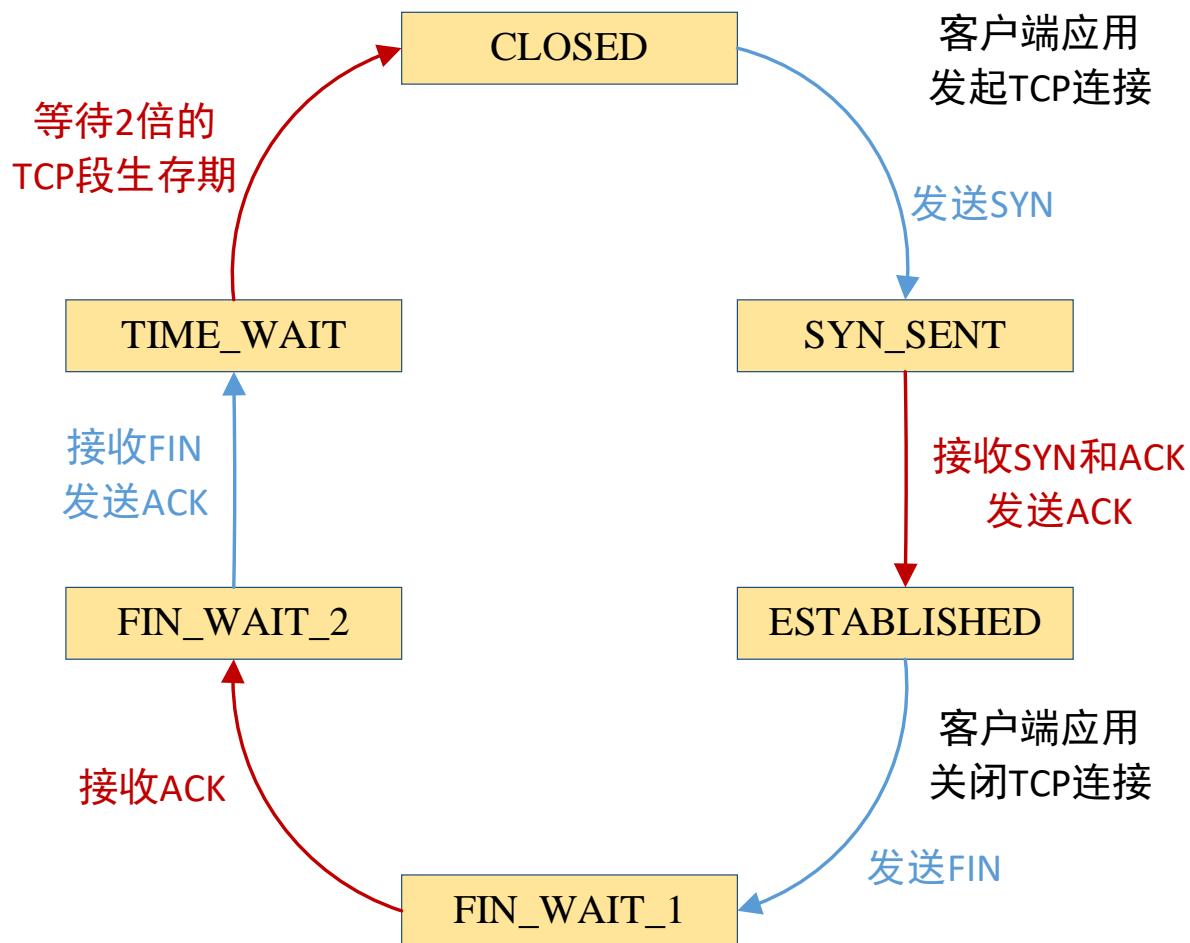 CLOSED
客户端应用
发起TCP连接
等待2倍的
TCP段生存期
发送SYN
TIME_WAIT
SYN_SENT
接收FIN
发送ACK
接收SYN和ACK
发送ACK
FIN_WAIT_2
ESTABLISHED
客户端应用
关闭TCP连接
接收ACK
发送FIN
FIN_WAIT_1